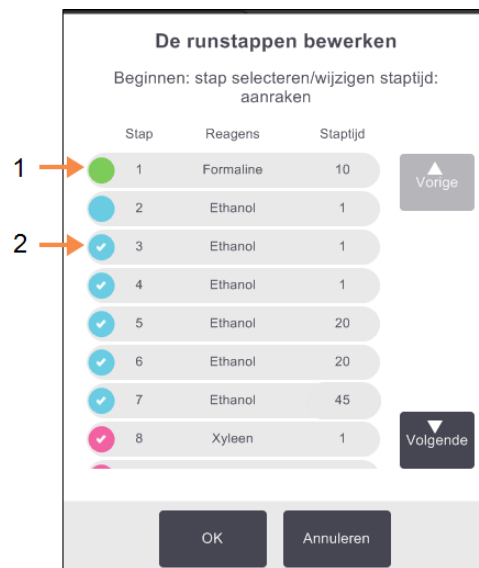 De runstappen bewerken
Beginnen: stap selecteren/wijzigen staptijd:
aanraken
Stap Reagens Staptijd
1 1 Formaline 10 Vorige
2 Ethanol 1
2 3 Ethanol 1
4 Ethanol 1
5 Ethanol 20
6 Ethanol 20
7 Ethanol 45
8 Xyleen 1 Volgende
OK Annuleren